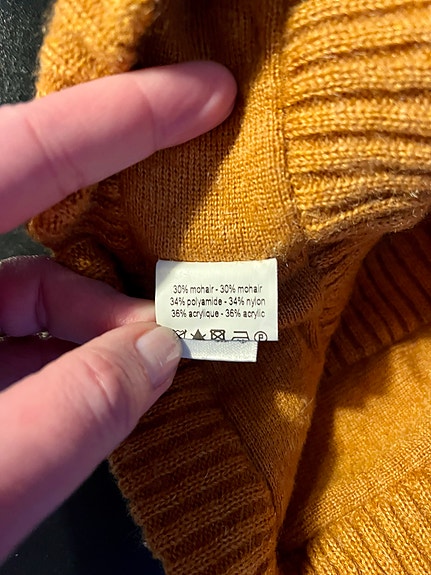 30% mohair - 30% mohair
34% polyamide - 34% nylon
36% acrylique - 36% acrylic
P